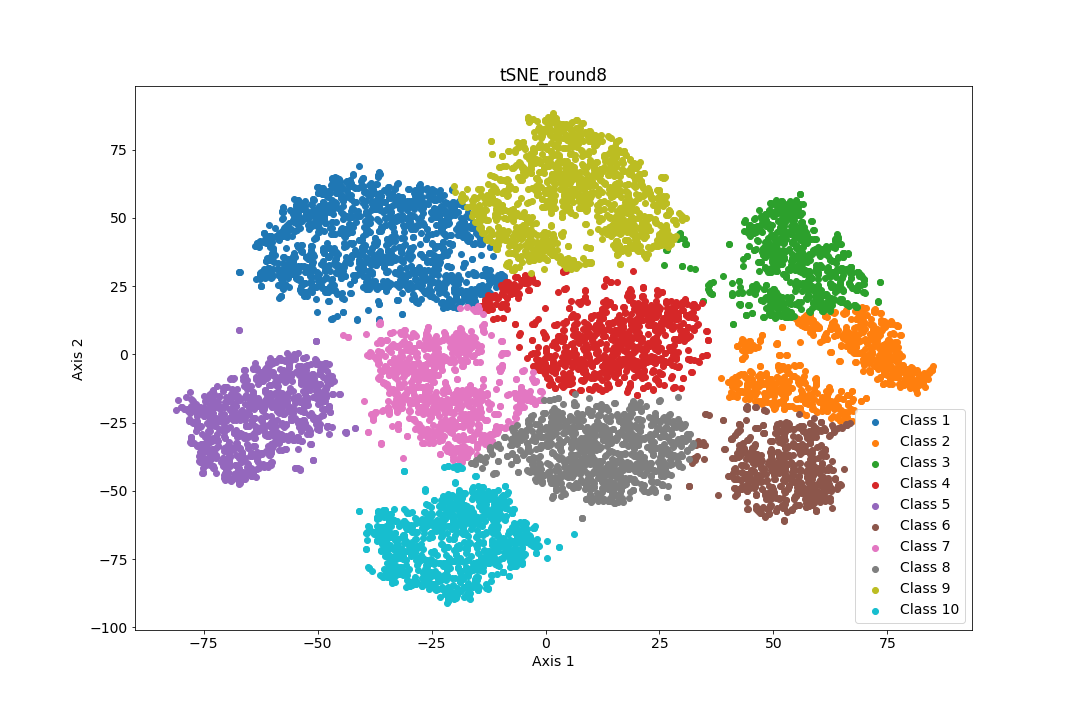 tSNE_round8
75
50
25
0
−25
−50
−75
−100
Axis 2
−75 −50 −25 0 25 50 75
Axis 1
Class 1
Class 2
Class 3
Class 4
Class 5
Class 6
Class 7
Class 8
Class 9
Class 10